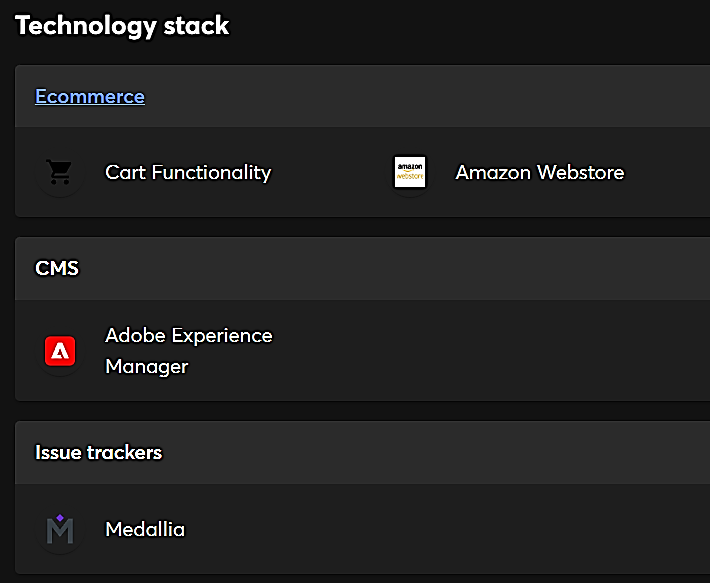 Technology stack
Ecommerce
Cart Functionality
amazon
webstore
Amazon Webstore
CMS
Adobe Experience
Manager
Issue trackers
Medallia